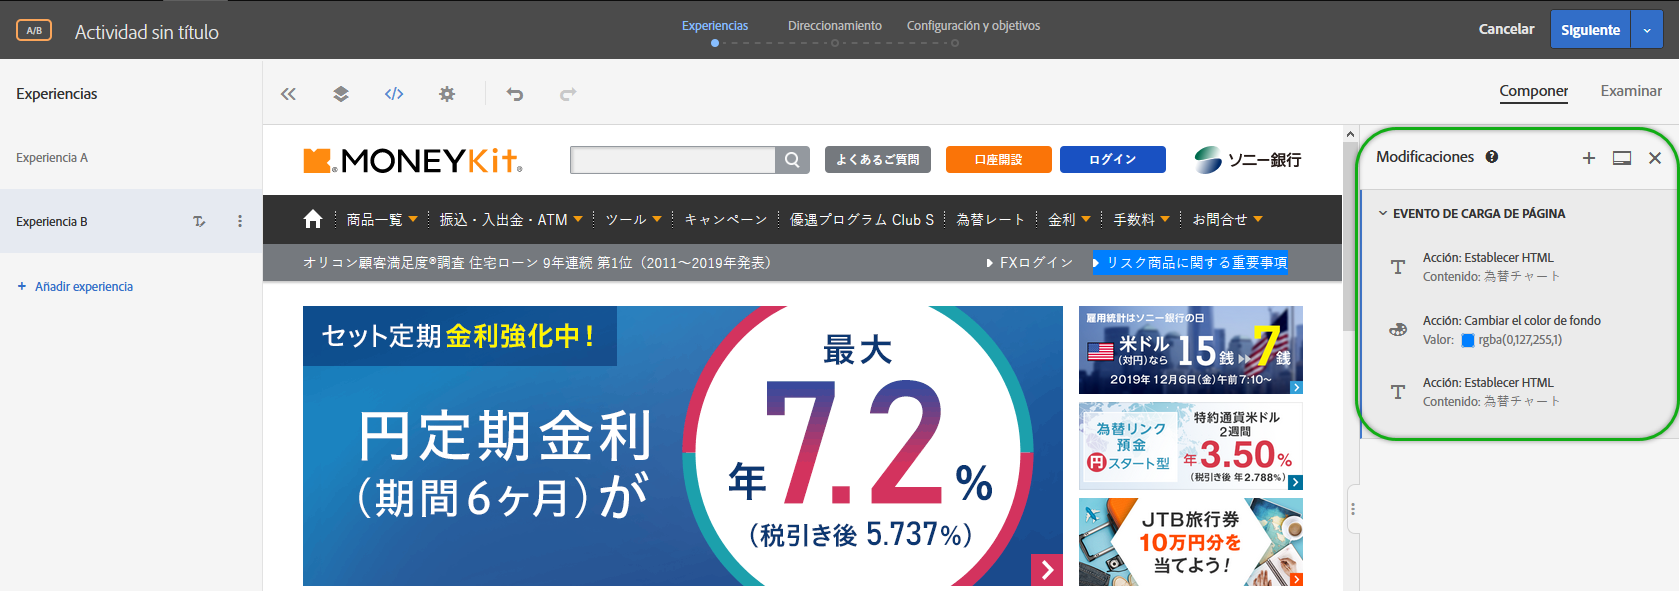 A/B
Actividad sin título
Experiencias
Direccionamiento
Configuración y objetivos
Cancelar
Siguiente
Experiencias
Componer
Examinar
Experiencia A
Experiencia B
+ Añadir experiencia
MONEYKit
よくあるご質問
口座開設
ログイン
ソニー銀行
商品一覧
振込・入出金・ATM
ツール
キャンペーン
優遇プログラム Club S
為替レート
金利
手数料
お問合せ
オリコン顧客満足度®調査 住宅ローン 9年連続 第1位（2011～2019年発表）
FXログイン
リスク商品に関する重要事項
セット定期 金利強化中！
円定期金利
（期間6ヶ月）が
最大
年7.2%
（税引き後 5.737%）
雇用統計はソニー銀行の日
米ドル
（対円）なら
15銭
7銭
2019年12月6日(金)午前7:10～
為替リンク
預金
円スタート型
特約通貨米ドル
2週間
年3.50%
（税引き後 年2.788%）
JTB旅行券
10万円分を
当てよう！
Modificaciones
EVENTO DE CARGA DE PÁGINA
Acción: Establecer HTML
Contenido: 為替チャート
Acción: Cambiar el color de fondo
Valor: rgba(0,127,255,1)
Acción: Establecer HTML
Contenido: 為替チャート